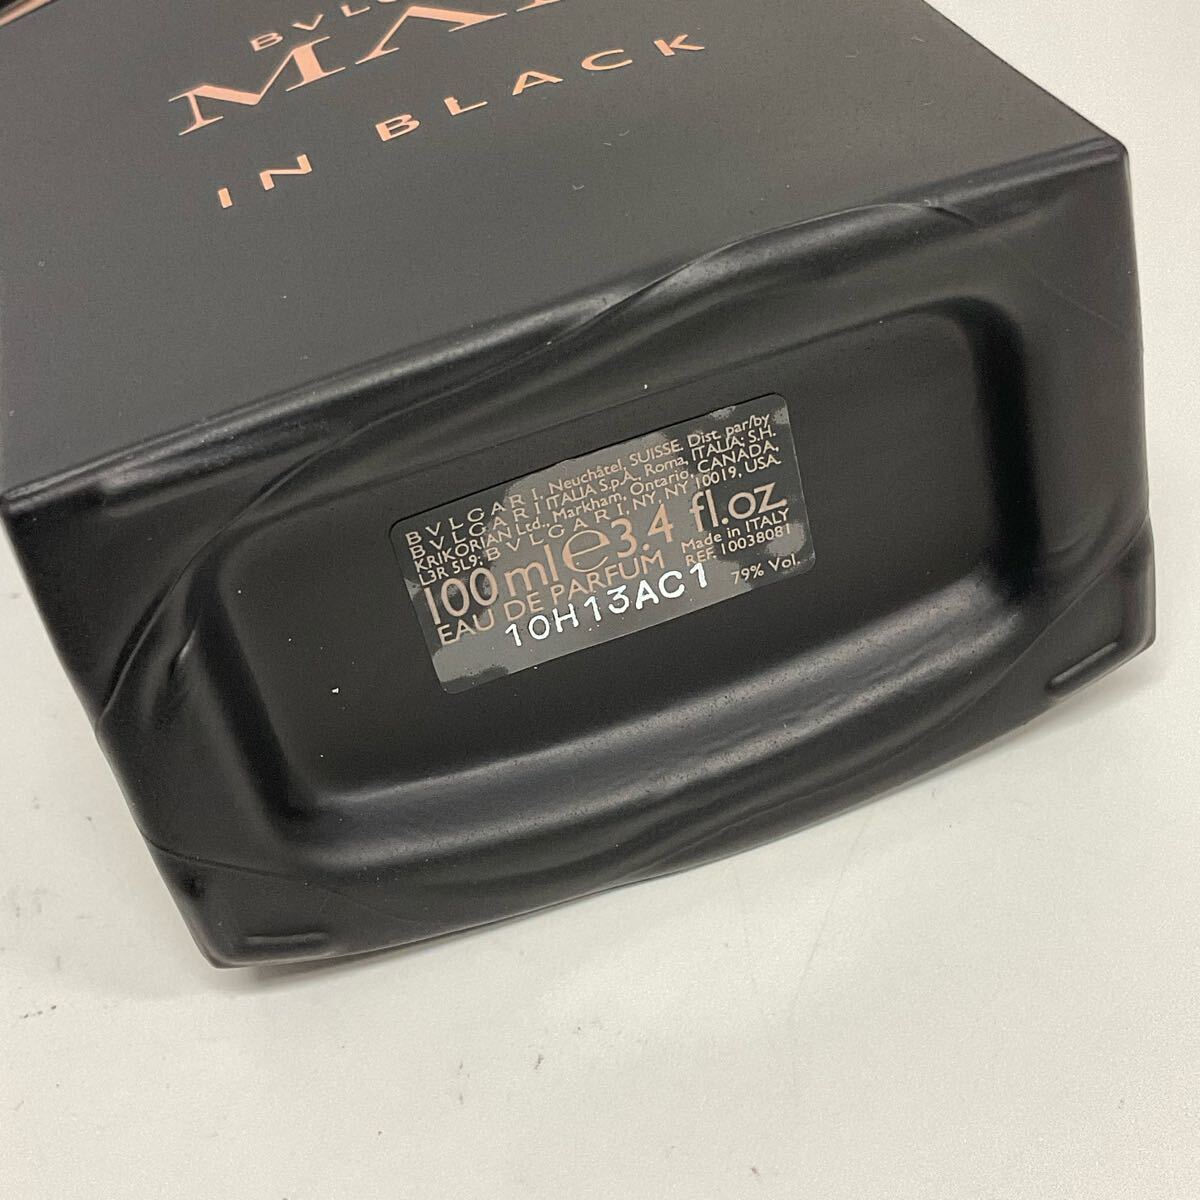 BVL
MA
IN BLACK
BVLGARI, Neuchâtel, SUISSE. Dist. par/by
BVLGARI ITALIA S.p.A., Roma, ITALIA; S.H.
KRIKORIAN Ltd., Markham, Ontario, CANADA,
L3R 5L9; BVLGARI, NY, NY 10019, USA.
100 ml e 3.4 fl.oz
EAU DE PARFUM Made in ITALY
REF: 10038081
10H13AC1 79% Vol.